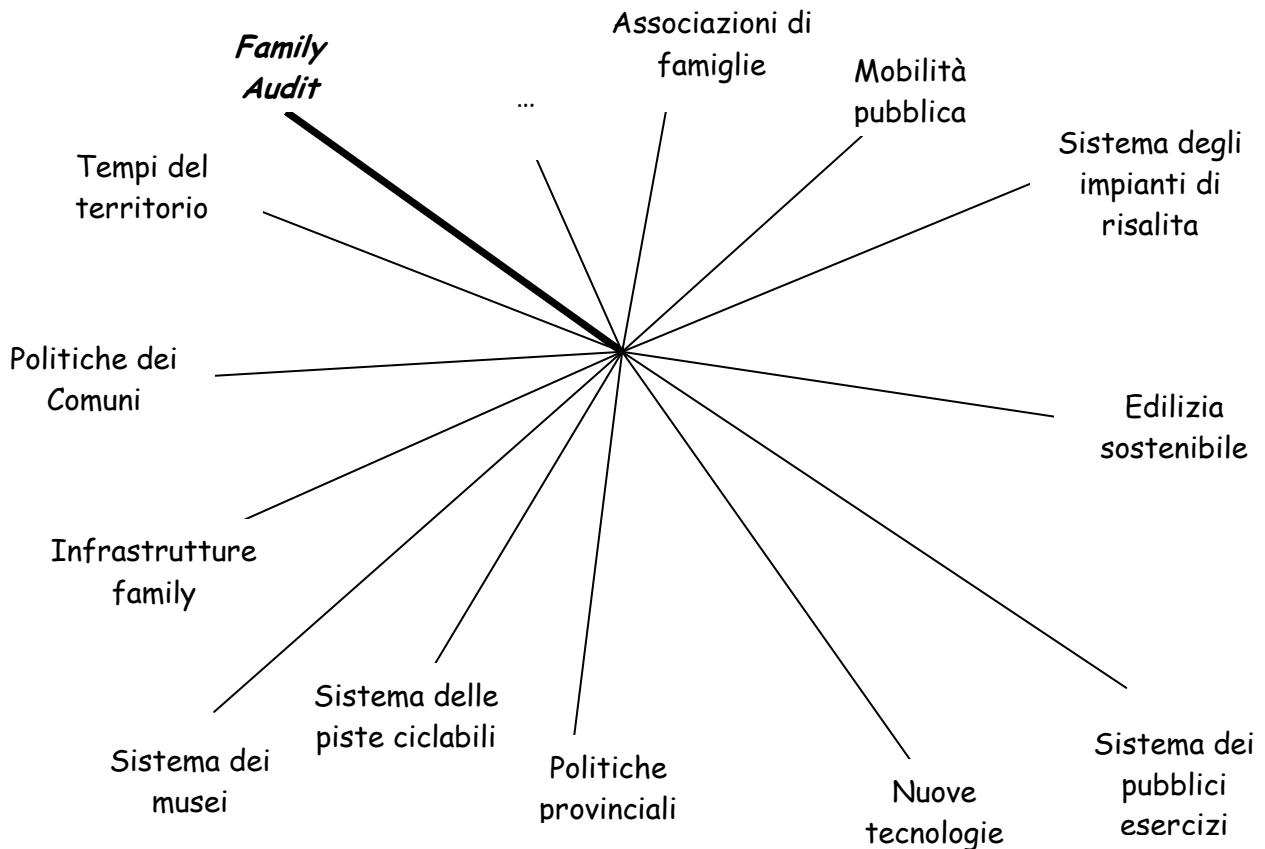 Family
Audit
…
Associazioni di
famiglie
Mobilità
pubblica
Sistema degli
impianti di
risalita
Tempi del
territorio
Politiche dei
Comuni
Edilizia
sostenibile
Infrastrutture
family
Sistema dei
musei
Sistema delle
piste ciclabili
Politiche
provinciali
Nuove
tecnologie
Sistema dei
pubblici
esercizi